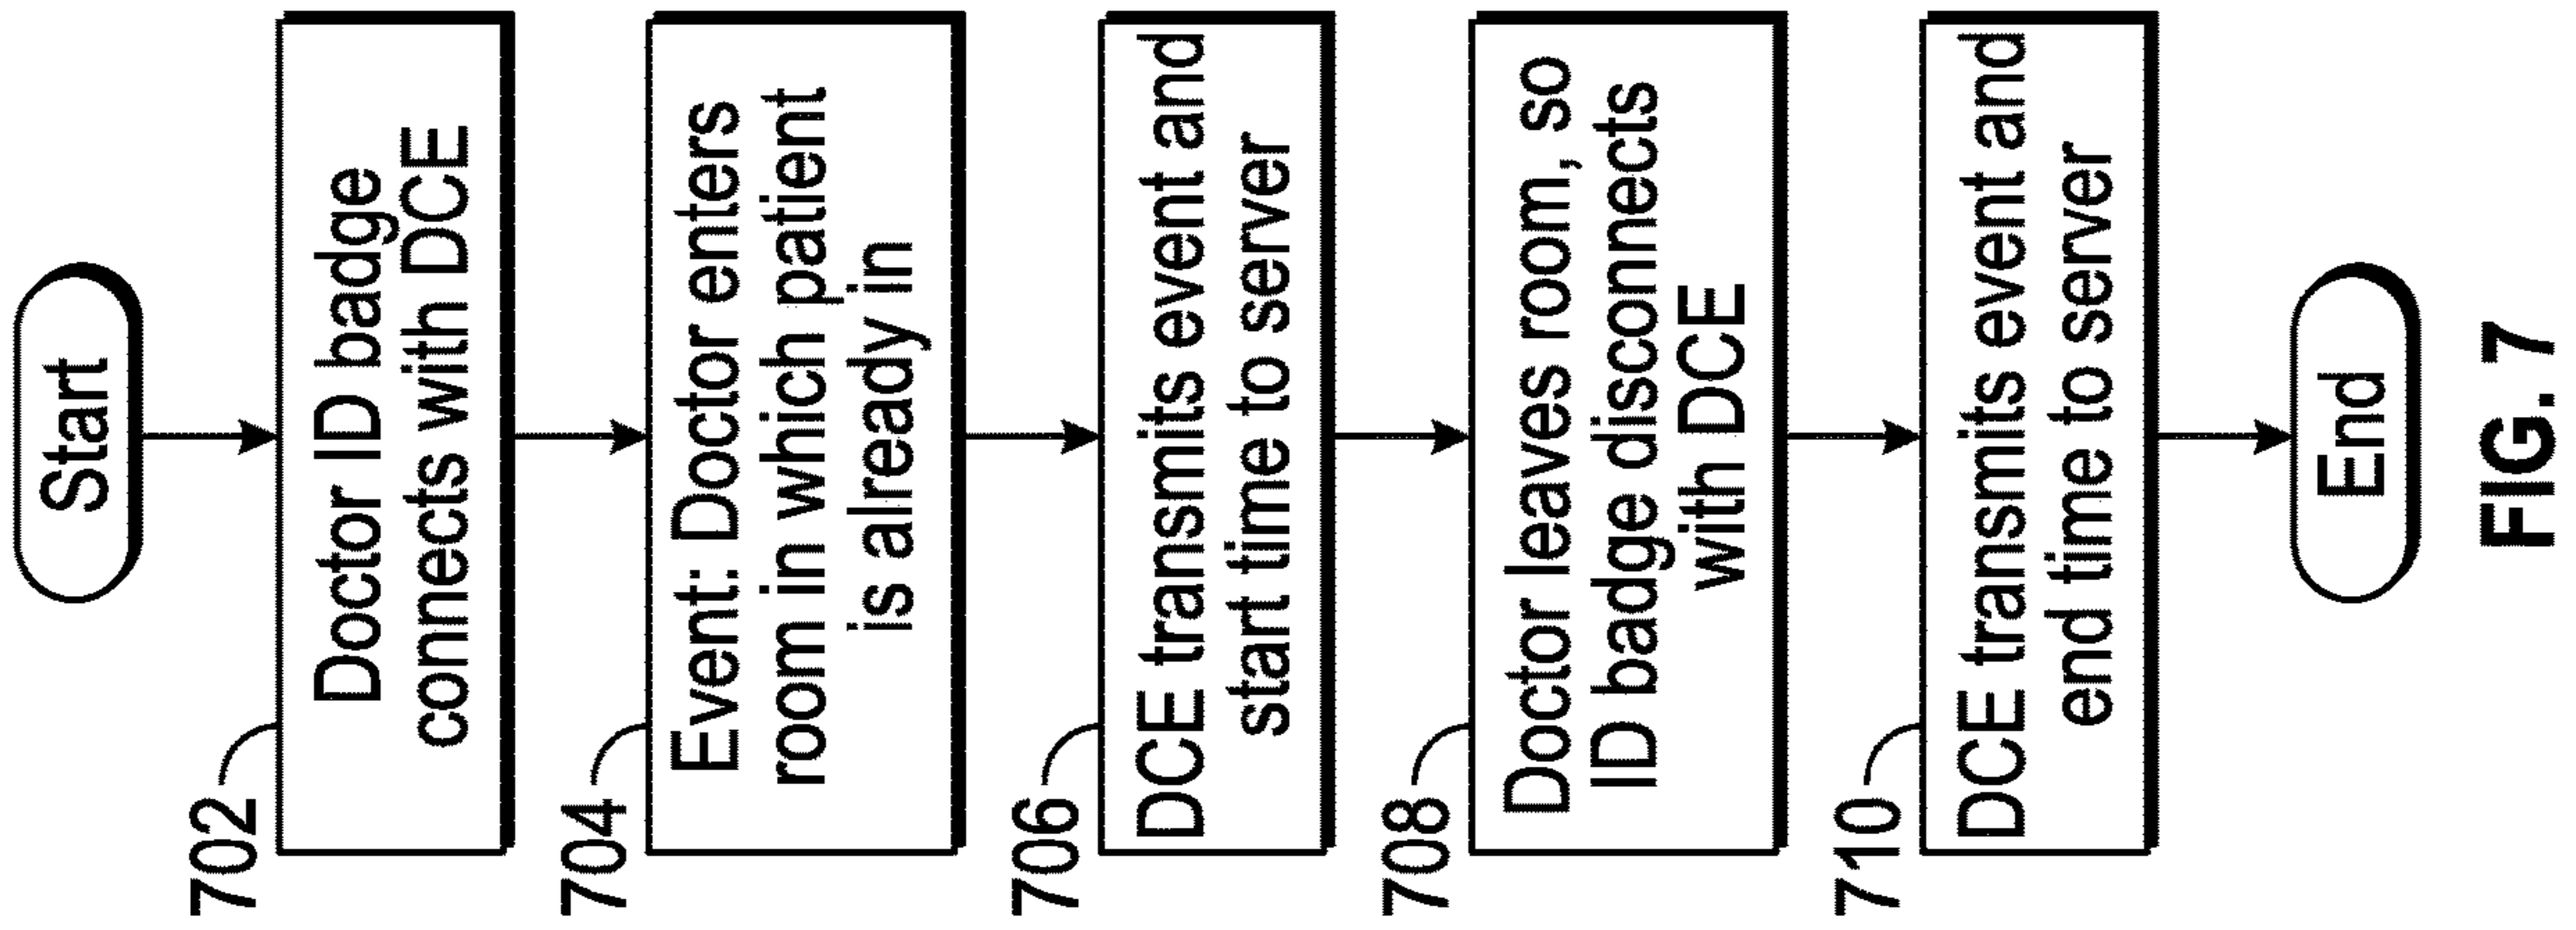 Start
702
Doctor ID badge
connects with DCE
704
Event: Doctor enters
room in which patient
is already in
706
DCE transmits event and
start time to server
708
Doctor leaves room, so
ID badge disconnects
with DCE
710
DCE transmits event and
end time to server
End
FIG. 7